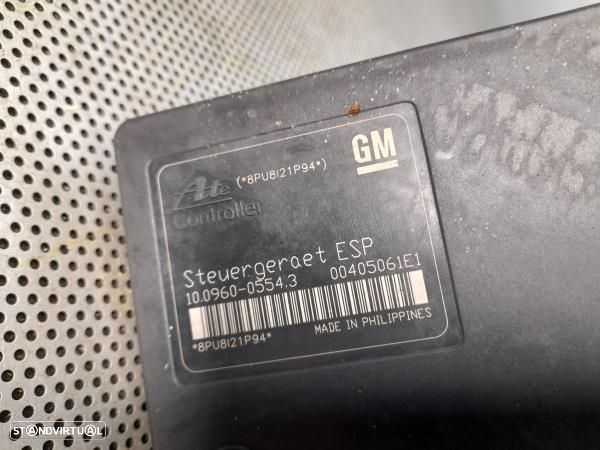 Ate (*8PU8I21P94*) GM
Controller
Steuergeraet ESP
10.0960-0554.3 00405061E1
*8PU8I21P94* MADE IN PHILIPPINES
STANDVIRTUAL